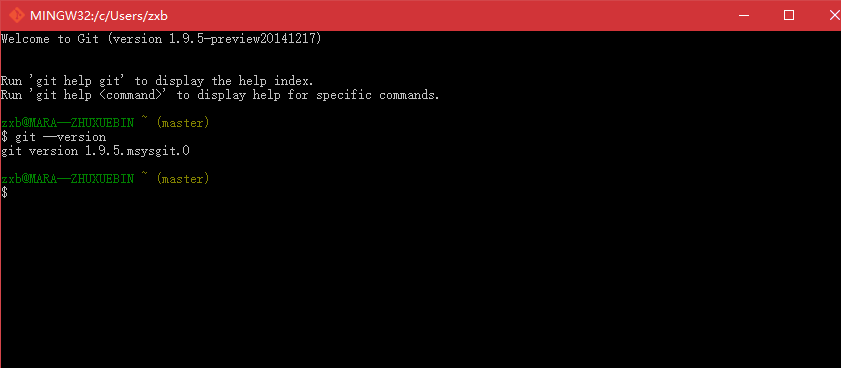 MINGW32:/c/Users/zxb
Welcome to Git (version 1.9.5-preview20141217)
Run 'git help git' to display the help index.
Run 'git help <command>' to display help for specific commands.
zxb@MARA--ZHUXUEBIN ~ (master)
$ git --version
git version 1.9.5.msysgit.0
zxb@MARA--ZHUXUEBIN ~ (master)
$